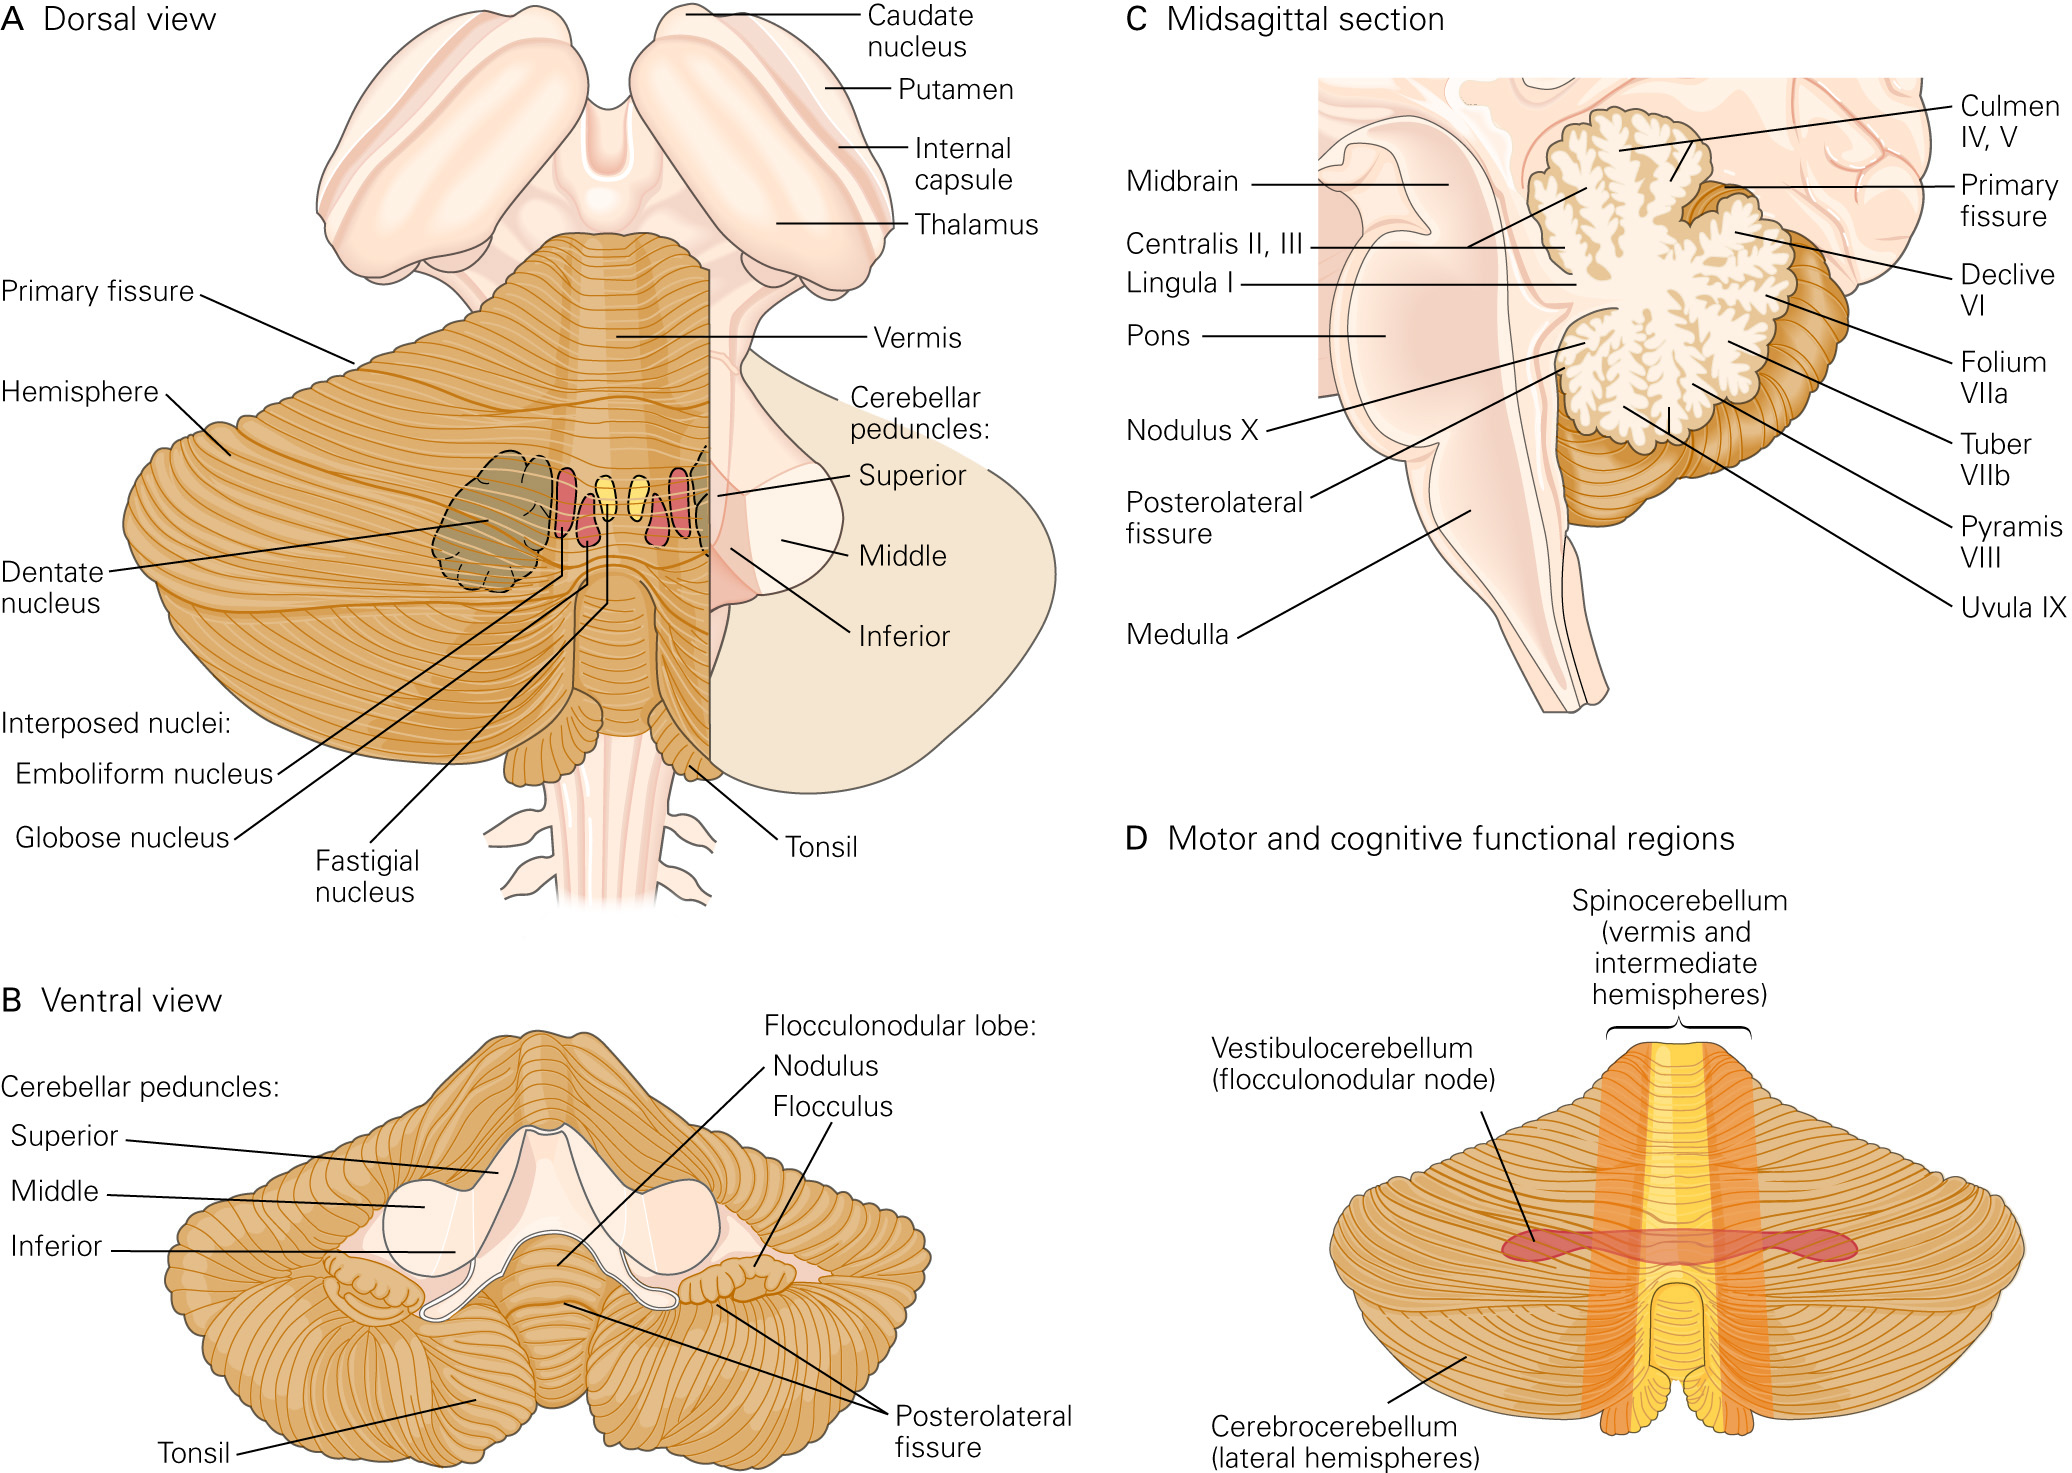 A Dorsal view
Caudate
nucleus
Putamen
Internal
capsule
Thalamus
Primary fissure
Vermis
Hemisphere
Cerebellar
peduncles:
Superior
Middle
Inferior
Dentate
nucleus
Interposed nuclei:
Emboliform nucleus
Globose nucleus
Fastigial
nucleus
Tonsil
B Ventral view
Flocculonodular lobe:
Nodulus
Flocculus
Cerebellar peduncles:
Superior
Middle
Inferior
Tonsil
Posterolateral
fissure
C Midsagittal section
Culmen
IV, V
Midbrain
Primary
fissure
Centralis II, III
Lingula I
Declive
VI
Pons
Folium
VIIa
Nodulus X
Tuber
VIIb
Posterolateral
fissure
Pyramis
VIII
Uvula IX
Medulla
D Motor and cognitive functional regions
Spinocerebellum
(vermis and
intermediate
hemispheres)
Vestibulocerebellum
(flocculonodular node)
Cerebrocerebellum
(lateral hemispheres)